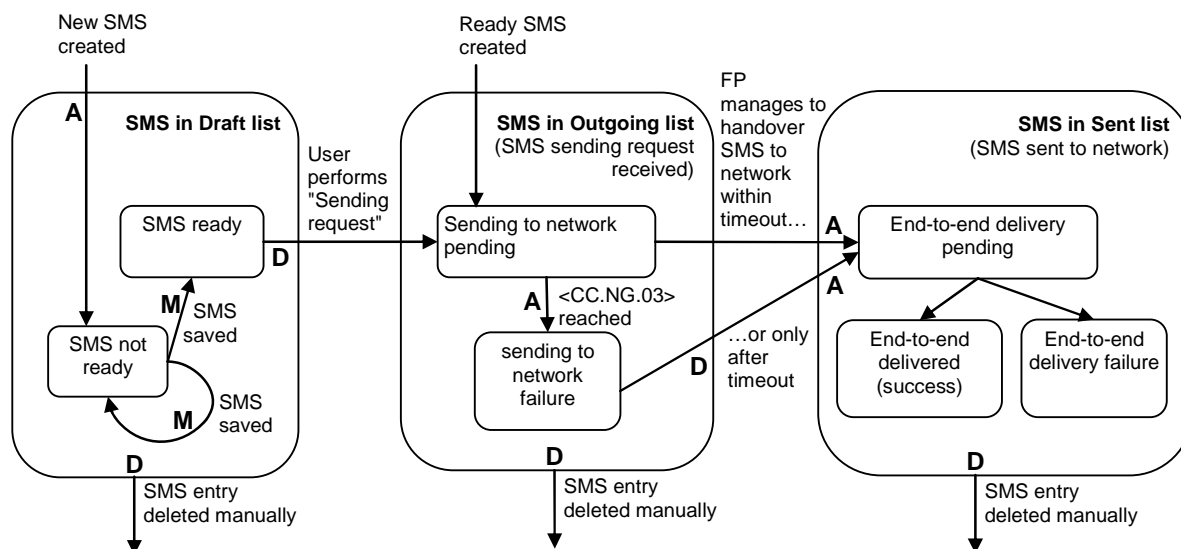 New SMS
created
A
SMS in Draft list
SMS ready
D
M
SMS
saved
SMS not
ready
M
SMS
saved
D
SMS entry
deleted manually
User
performs
"Sending
request"
Ready SMS
created
SMS in Outgoing list
(SMS sending request
received)
Sending to network
pending
A
<CC.NG.03>
reached
sending to
network
failure
D
D
SMS entry
deleted manually
FP
manages to
handover
SMS to
network
within
timeout…
A
A
…or only
after
timeout
SMS in Sent list
(SMS sent to network)
End-to-end delivery
pending
End-to-end
delivered
(success)
End-to-end
delivery failure
D
SMS entry
deleted manually